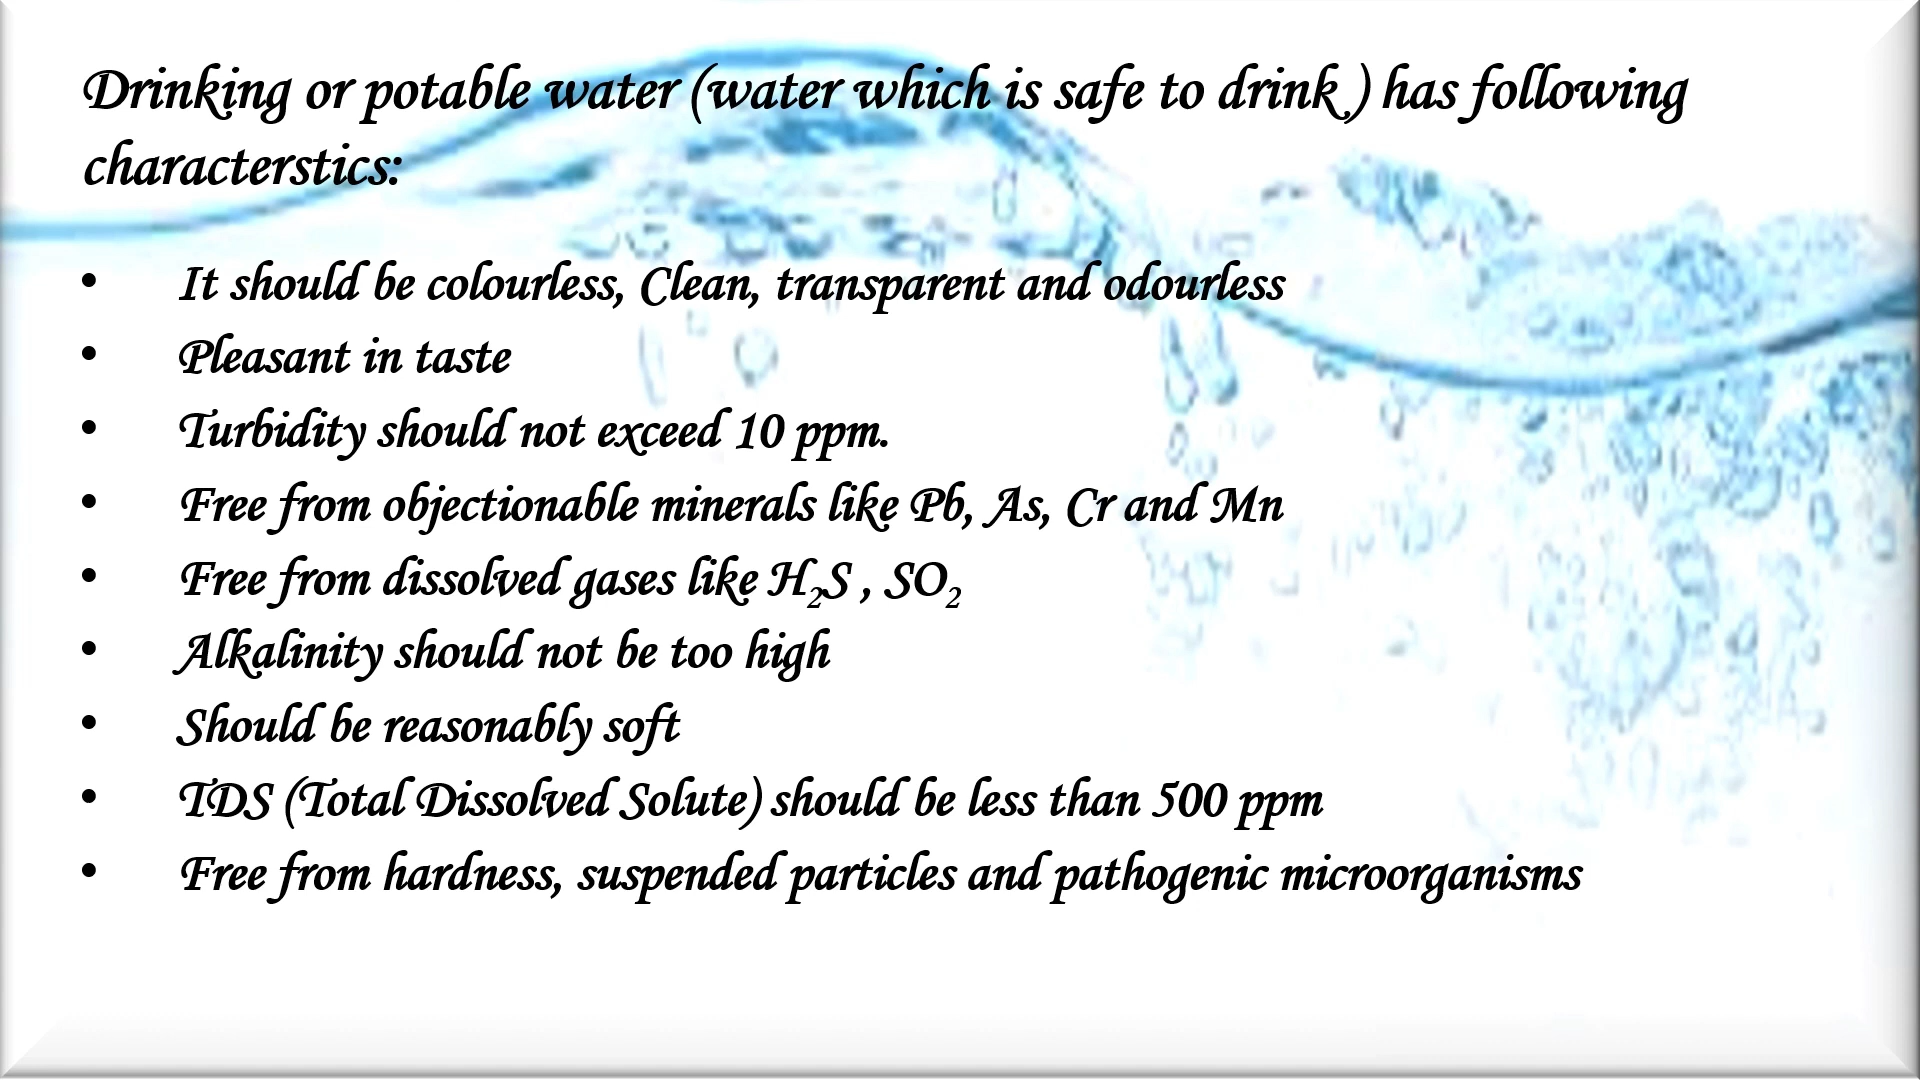 Drinking or potable water (water which is safe to drink ) has following
characterstics:
• It should be colourless, Clean, transparent and odourless
• Pleasant in taste
• Turbidity should not exceed 10 ppm.
• Free from objectionable minerals like Pb, As, Cr and Mn
• Free from dissolved gases like H₂S , SO₂
• Alkalinity should not be too high
• Should be reasonably soft
• TDS (Total Dissolved Solute) should be less than 500 ppm
• Free from hardness, suspended particles and pathogenic microorganisms